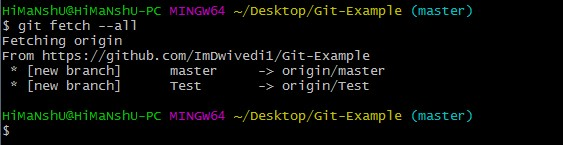 HiMaNshU@HiMaNshU-PC MINGW64 ~/Desktop/Git-Example (master)
$ git fetch --all
Fetching origin
From https://github.com/ImDwivedi1/Git-Example
 * [new branch]      master     -> origin/master
 * [new branch]      Test       -> origin/Test
HiMaNshU@HiMaNshU-PC MINGW64 ~/Desktop/Git-Example (master)
$